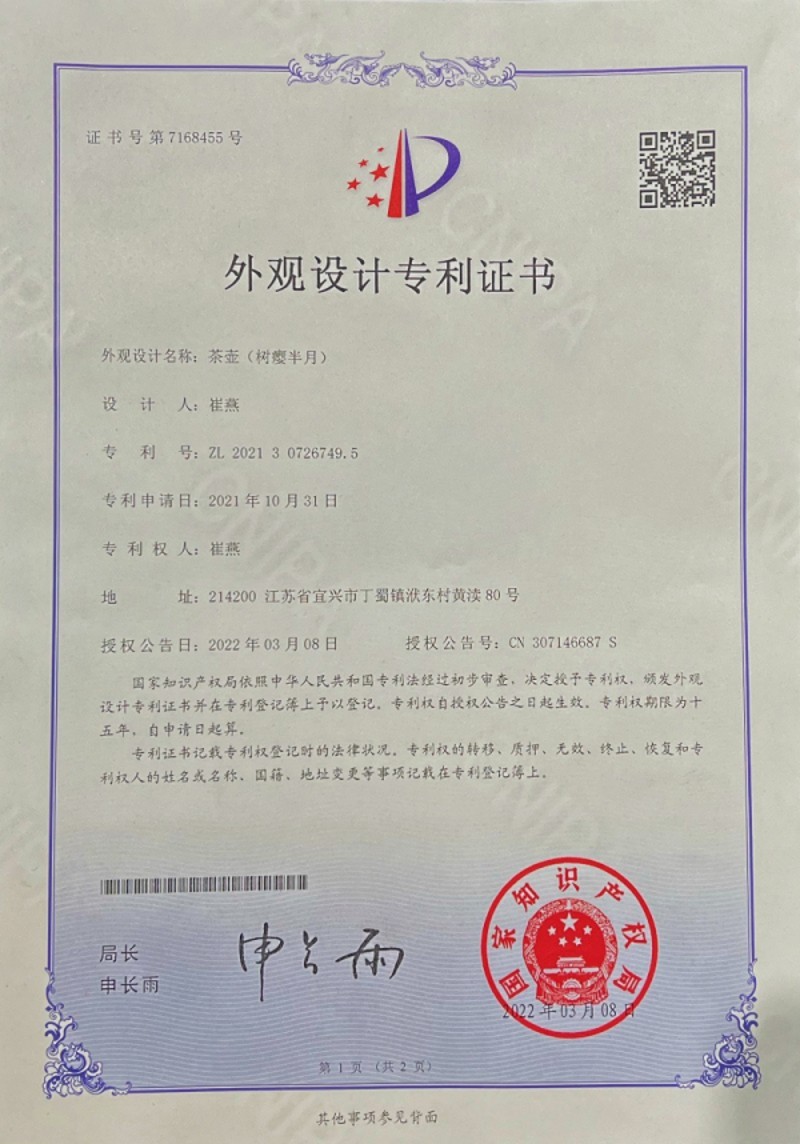 证书号第7168455号
外观设计专利证书
外观设计名称：茶壶（树瘿半月）
设计人：崔燕
专利号：ZL 2021 3 0726749.5
专利申请日：2021年10月31日
专利权人：崔燕
地址：214200 江苏省宜兴市丁蜀镇洑东村黄渎80号
授权公告日：2022年03月08日 授权公告号：CN 307146687 S
国家知识产权局依照中华人民共和国专利法经过初步审查，决定授予专利权，颁发外观
设计专利证书并在专利登记簿上予以登记。专利权自授权公告之日起生效。专利权期限为十
五年，自申请日起算。
专利证书记载专利权登记时的法律状况。专利权的转移、质押、无效、终止、恢复和专
利权人的姓名或名称、国籍、地址变更等事项记载在专利登记簿上。
局长
申长雨
申长雨
国家知识产权局
2022年03月08日
第1页（共2页）
其他事项参见背面
CNIPA
CNIPA
CNIPA